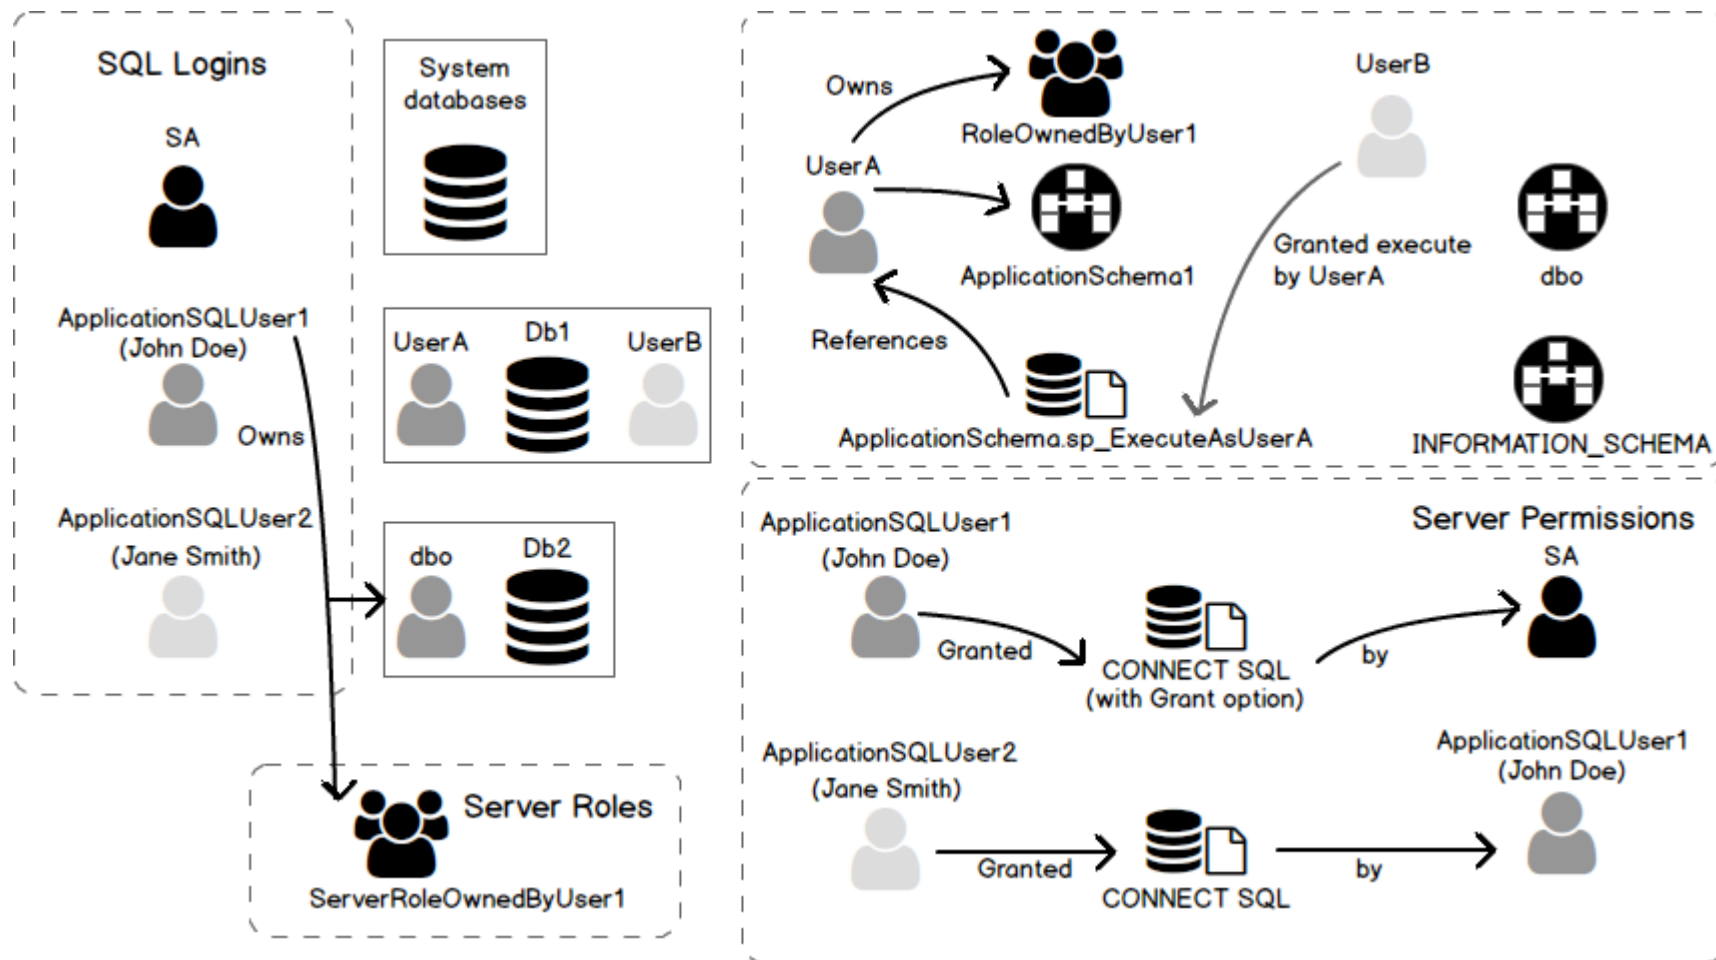 SQL Logins
SA
ApplicationSQLUser1
(John Doe)
Owns
ApplicationSQLUser2
(Jane Smith)
System
databases
UserA
Db1
UserB
dbo
Db2
Server Roles
ServerRoleOwnedByUser1
Owns
RoleOwnedByUser1
UserB
UserA
ApplicationSchema1
Granted execute
by UserA
dbo
References
ApplicationSchema.sp_ExecuteAsUserA
INFORMATION_SCHEMA
ApplicationSQLUser1
(John Doe)
Server Permissions
SA
Granted
CONNECT SQL
(with Grant option)
by
ApplicationSQLUser2
(Jane Smith)
ApplicationSQLUser1
(John Doe)
Granted
CONNECT SQL
by